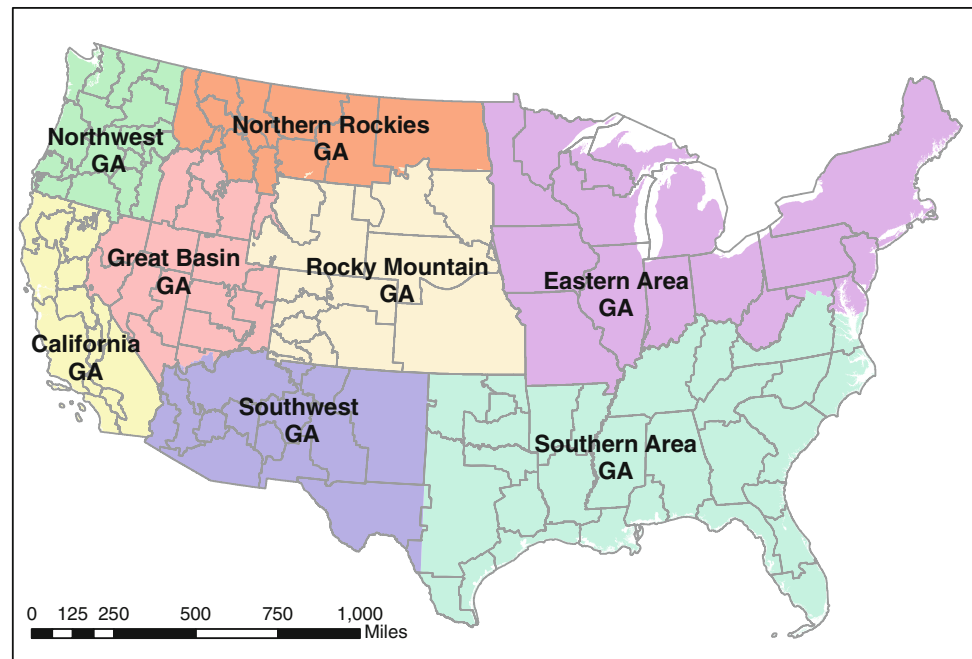 Northwest
GA
Northern Rockies
GA
Great Basin
GA
Rocky Mountain
GA
Eastern Area
GA
California
GA
Southwest
GA
Southern Area
GA
0 125 250 500 750 1,000
Miles